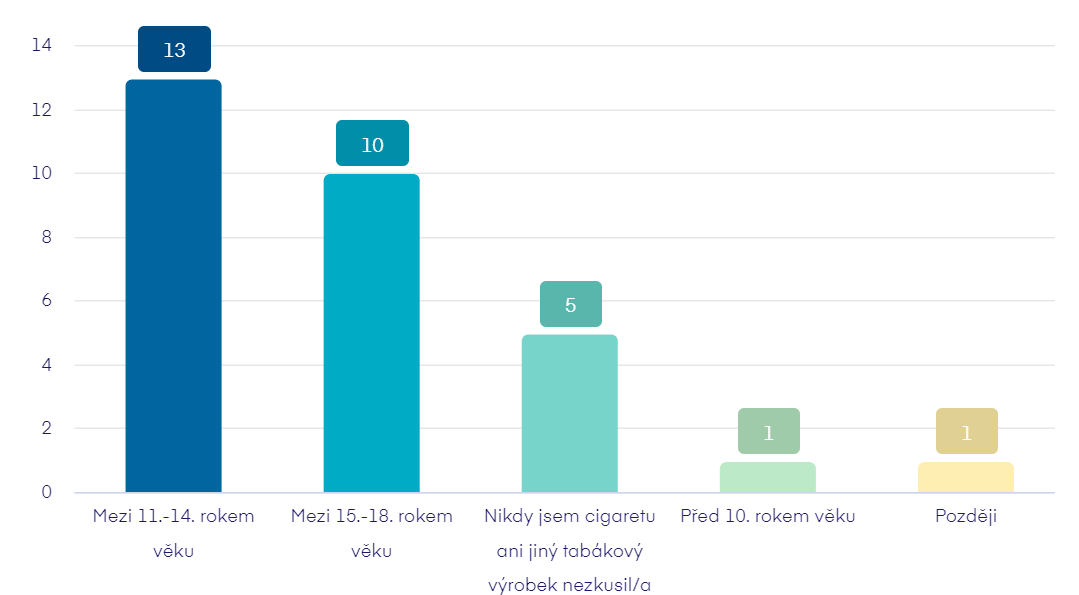 14
12
10
8
6
4
2
0
13
10
5
1
1
Mezi 11.-14. rokem
věku
Mezi 15.-18. rokem
věku
Nikdy jsem cigaretu
ani jiný tabákový
výrobek nezkusil/a
Před 10. rokem věku
Později